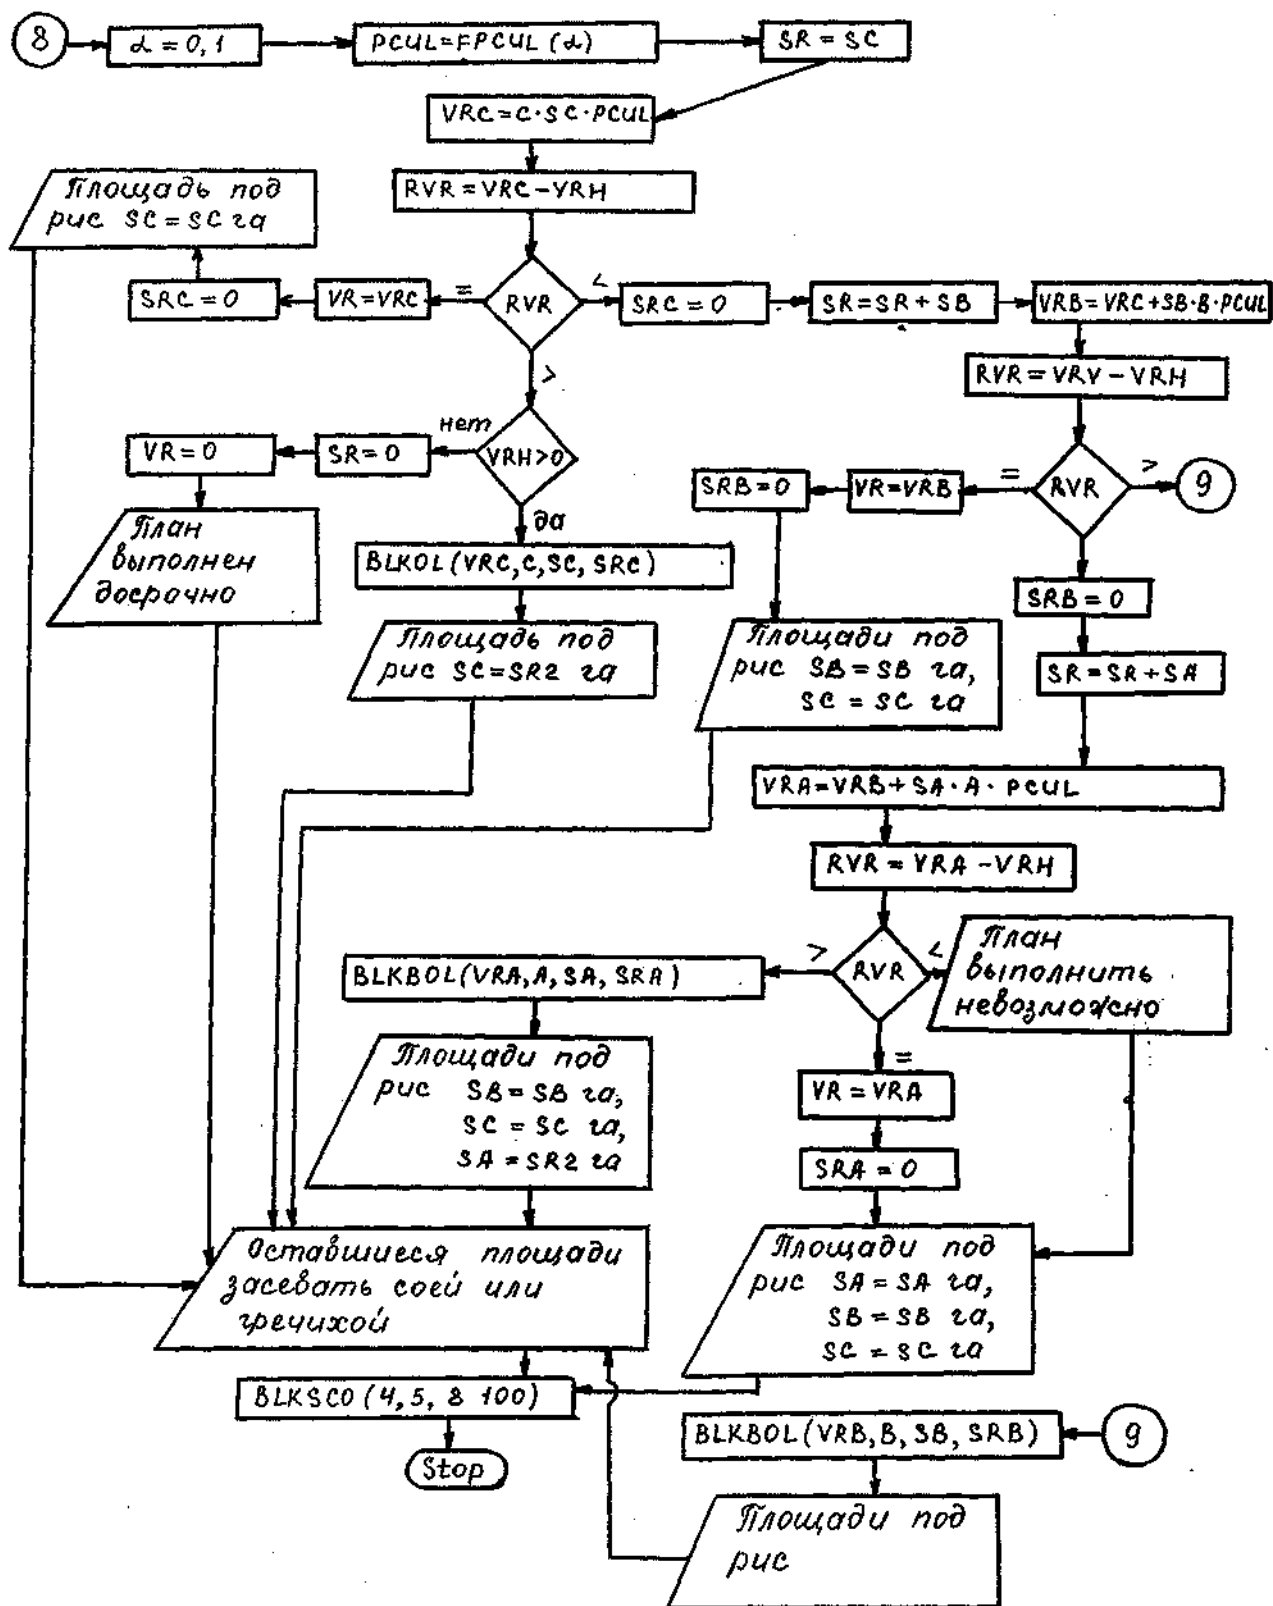 8
α = 0,1
PCUL=FPCUL (α)
SR = SC
VRC = C·SC·PCUL
RVR = VRC - VRH
Площадь под
рис SC = SC га
SRC = 0
VR=VRC
=
RVR
<
SRC = 0
SR=SR + SB
VRB= VRC+SB·B·PCUL
RVR = VRV - VRH
>
VR = 0
SR= 0
нет
VRH>0
да
SRB=0
VR=VRB
=
RVR
>
9
План
выполнен
досрочно
BLKOL (VRC, C, SC, SRC)
SRB = 0
Площадь под
рис SC=SR2 га
Площади под
рис SB = SB га,
SC = SC га
SR= SR + SA
VRA=VRB+ SA·A·PCUL
RVR = VRA - VRH
BLKBOL(VRA, A, SA, SRA)
>
RVR
<
План
выполнить
невозможно
=
Площади под
рис SB = SB га,
SC = SC га,
SA = SR2 га
VR = VRA
SRA = 0
Оставшиеся площади
засевать соей или
гречихой
Площади под
рис SA = SA га,
SB = SB га,
SC = SC га
BLKSCO (4, 5, 8 100)
Stop
BLKBOL(VRB, B, SB, SRB)
9
Площади под
рис